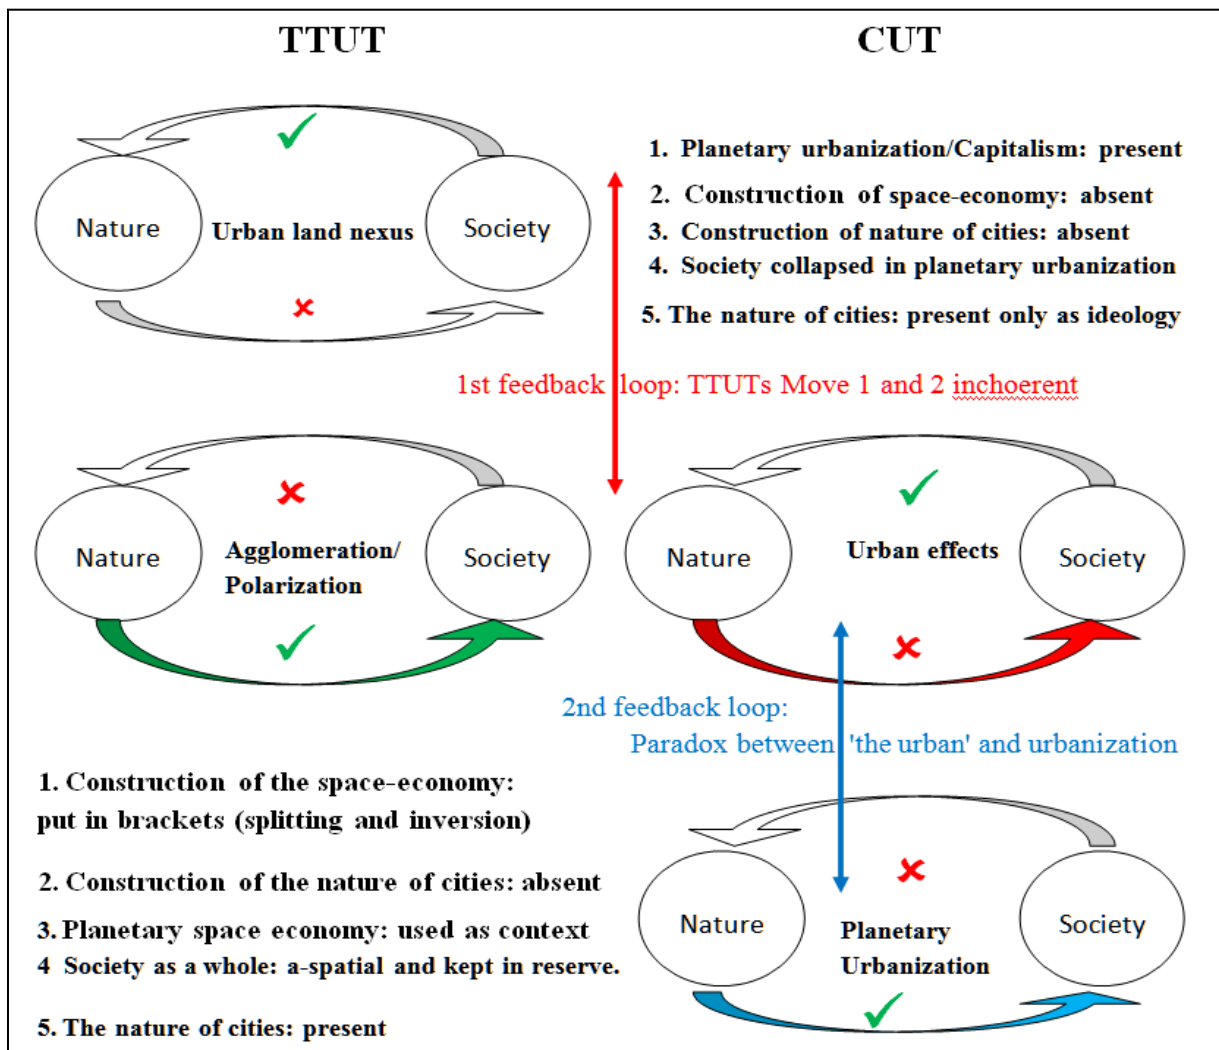 TTUT
CUT
Nature
Urban land nexus
Society
1. Planetary urbanization/Capitalism: present
2. Construction of space-economy: absent
3. Construction of nature of cities: absent
4. Society collapsed in planetary urbanization
5. The nature of cities: present only as ideology
1st feedback loop: TTUTs Move 1 and 2 inchoerent
Nature
Agglomeration/
Polarization
Society
Nature
Urban effects
Society
2nd feedback loop:
Paradox between 'the urban' and urbanization
1. Construction of the space-economy:
put in brackets (splitting and inversion)
2. Construction of the nature of cities: absent
3. Planetary space economy: used as context
4 Society as a whole: a-spatial and kept in reserve.
5. The nature of cities: present
Nature
Planetary
Urbanization
Society